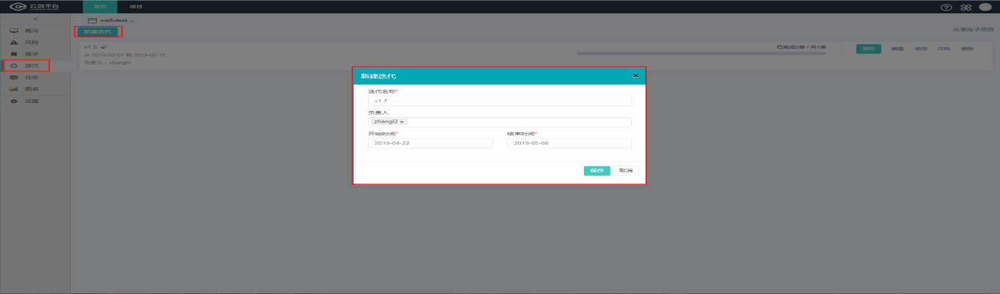 云效平台
首页 项目
weifutest
新建迭代
分享给子项目
概况
风险
需求
迭代
任务
图表
设置
v1.5
从 2019-02-01 到 2019-02-15
负责人：zhangl2
已完成0条 / 共1条
规划 编辑 锁定 归档 删除
新建迭代
迭代名称*
v1.7
负责人
zhangl2
开始时间* 结束时间*
2019-04-22 2019-05-08
保存 取消